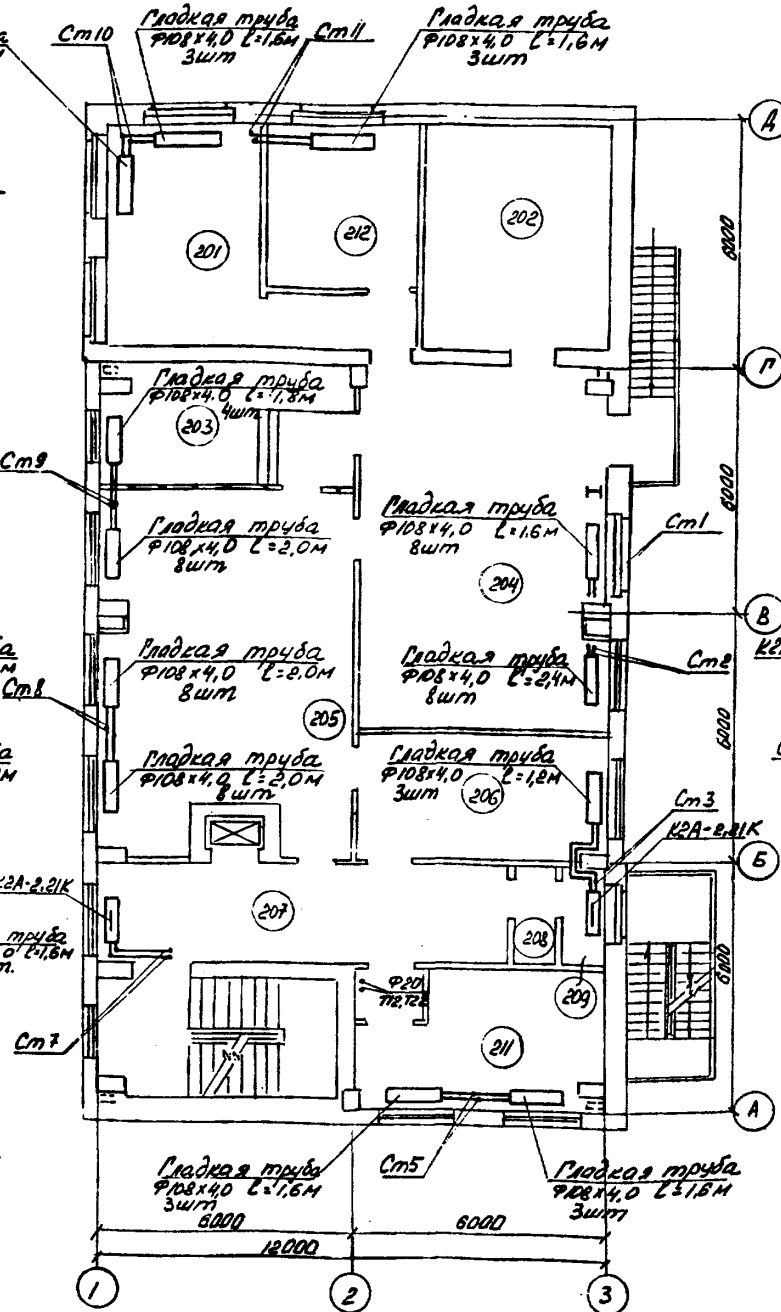 Гладкая труба
Ф108х4,0 ℓ=1,6м
3шт
Гладкая труба
Ф108х4,0 ℓ=1,6м
3шт
Ст10
Ст11
Д
201
212
202
6000
Г
Гладкая труба
Ф108х4.0 ℓ=1,8м
4шт
203
Ст9
6000
Гладкая труба
Ф108х4,0 ℓ=1,6м
8шт
Ст1
Гладкая труба
Ф108х4,0 ℓ=2,0м
8шт
204
В
Гладкая труба
Ф108х4,0 ℓ=2,0м
8шт
Гладкая труба
Ф108х4,0 ℓ=2,4м
8шт
Ст2
Ст8
205
6000
Гладкая труба
Ф108х4,0 ℓ=2,0м
8шт
Гладкая труба
Ф108х4,0 ℓ=1,2м
3шт
206
Ст3
К2А-2,21К
Б
К2А-2,21К
207
208
труба
ℓ=1,6м
Ф20
209
6000
Ст7
211
А
Гладкая труба
Ф108х4,0 ℓ=1,6м
3шт
Ст5
Гладкая труба
Ф108х4,0 ℓ=1,6м
3шт
6000
6000
12000
1
2
3